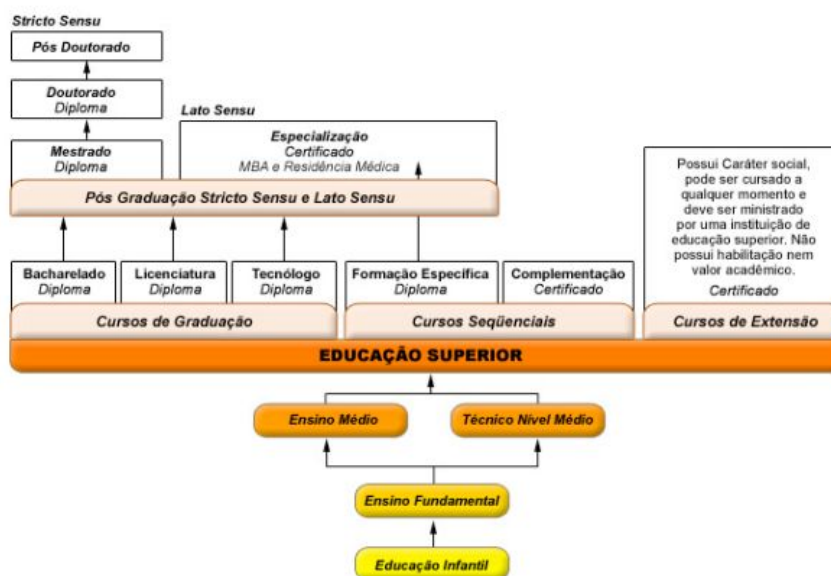 Stricto Sensu
Pós Doutorado
Doutorado
Diploma
Mestrado
Diploma
Lato Sensu
Especialização
Certificado
MBA e Residência Médica
Pós Graduação Stricto Sensu e Lato Sensu
Possui Caráter social,
pode ser cursado a
qualquer momento e
deve ser ministrado
por uma instituição de
educação superior. Não
possui habilitação nem
valor acadêmico.
Certificado
Bacharelado
Diploma
Licenciatura
Diploma
Tecnólogo
Diploma
Formação Específica
Diploma
Complementação
Certificado
Cursos de Graduação
Cursos Seqüenciais
Cursos de Extensão
EDUCAÇÃO SUPERIOR
Ensino Médio
Técnico Nível Médio
Ensino Fundamental
Educação Infantil